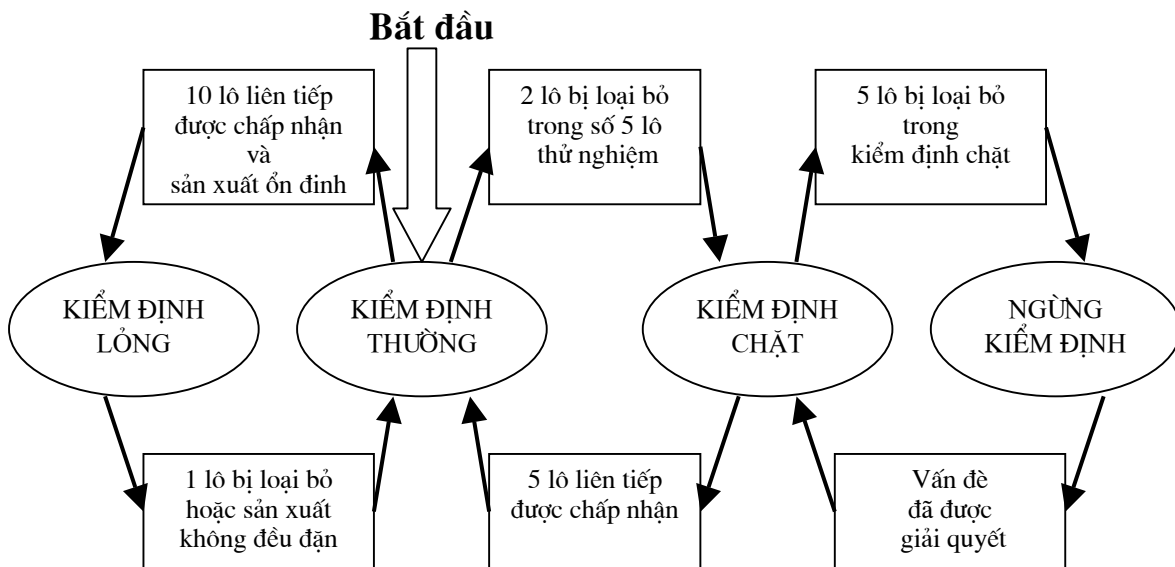 Bắt đầu
10 lô liên tiếp
được chấp nhận
và
sản xuất ổn đinh
2 lô bị loại bỏ
trong số 5 lô
thử nghiệm
5 lô bị loại bỏ
trong
kiểm định chặt
KIỂM ĐỊNH
LỎNG
KIỂM ĐỊNH
THƯỜNG
KIỂM ĐỊNH
CHẶT
NGỪNG
KIỂM ĐỊNH
1 lô bị loại bỏ
hoặc sản xuất
không đều đặn
5 lô liên tiếp
được chấp nhận
Vấn đè
đã được
giải quyết